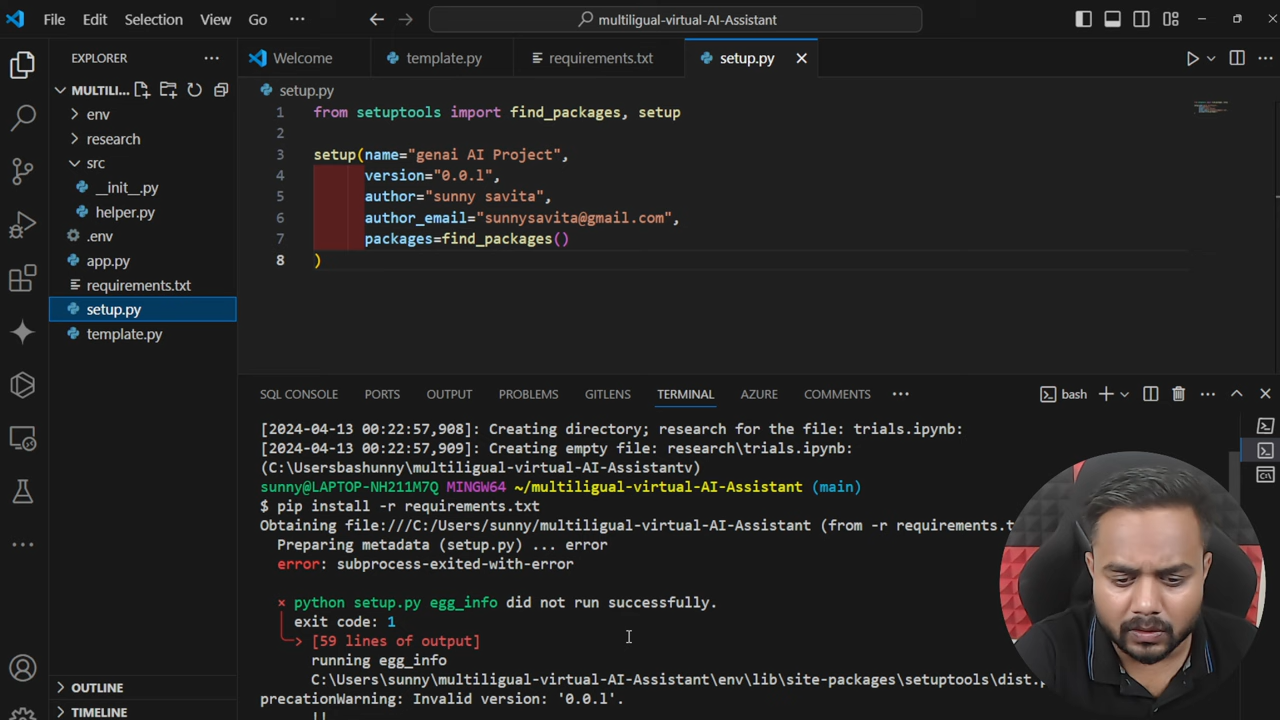 File Edit Selection View Go ··· multiligual-virtual-AI-Assistant
EXPLORER ···
MULTILI...
env
research
src
__init__.py
helper.py
.env
app.py
requirements.txt
setup.py
template.py
OUTLINE
TIMELINE
Welcome template.py requirements.txt setup.py
setup.py
1 from setuptools import find_packages, setup
2
3 setup(name="genai AI Project",
4 version="0.0.l",
5 author="sunny savita",
6 author_email="sunnysavita@gmail.com",
7 packages=find_packages()
8 )
SQL CONSOLE PORTS OUTPUT PROBLEMS GITLENS TERMINAL AZURE COMMENTS ··· bash
[2024-04-13 00:22:57,908]: Creating directory; research for the file: trials.ipynb:
[2024-04-13 00:22:57,909]: Creating empty file: research\trials.ipynb:
(C:\Usersbashunny\multiligual-virtual-AI-Assistantv)
sunny@LAPTOP-NH211M7Q MINGW64 ~/multiligual-virtual-AI-Assistant (main)
$ pip install -r requirements.txt
Obtaining file:///C:/Users/sunny/multiligual-virtual-AI-Assistant (from -r requirements.t
Preparing metadata (setup.py) ... error
error: subprocess-exited-with-error
× python setup.py egg_info did not run successfully.
exit code: 1
[59 lines of output]
running egg_info
C:\Users\sunny\multiligual-virtual-AI-Assistant\env\lib\site-packages\setuptools\dist.p
precationWarning: Invalid version: '0.0.l'.
!!